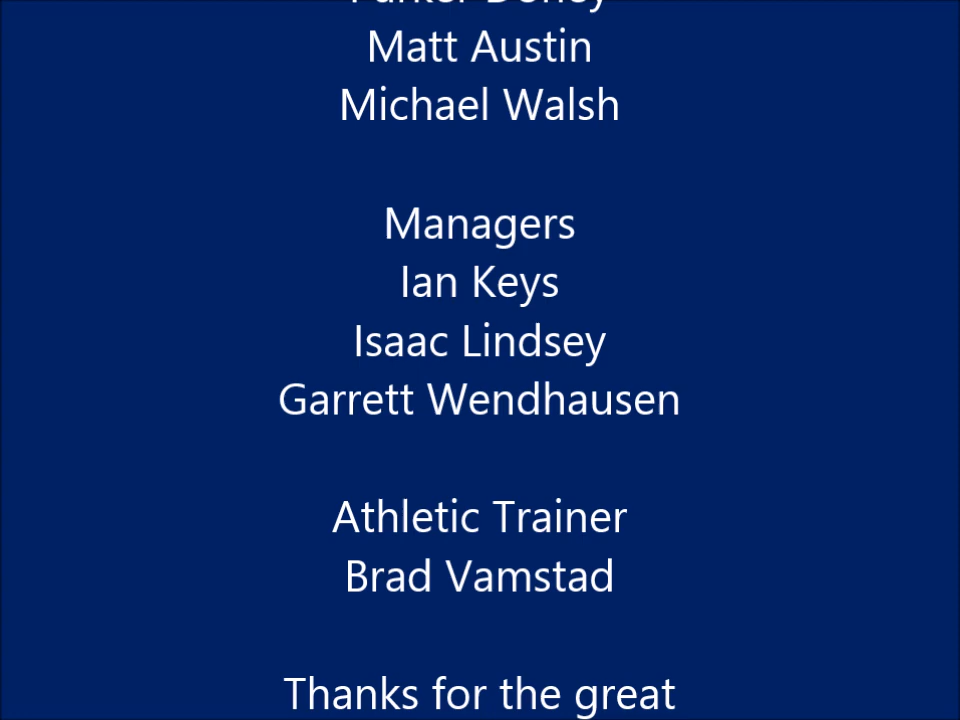 Matt Austin
Michael Walsh
Managers
Ian Keys
Isaac Lindsey
Garrett Wendhausen
Athletic Trainer
Brad Vamstad
Thanks for the great